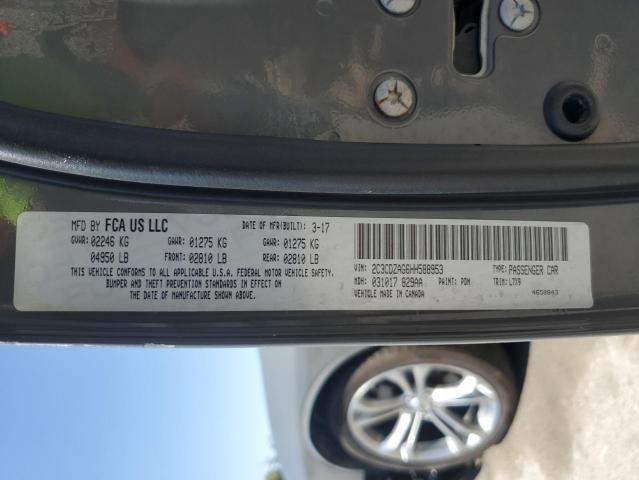 MFD BY FCA US LLC
DATE OF MFR(BUILT): 3-17
GVWR: 02246 KG GAWR: 01275 KG GAWR: 01275 KG
04950 LB FRONT: 02810 LB REAR: 02810 LB
THIS VEHICLE CONFORMS TO ALL APPLICABLE U.S.A. FEDERAL MOTOR VEHICLE SAFETY,
BUMPER AND THEFT PREVENTION STANDARDS IN EFFECT ON
THE DATE OF MANUFACTURE SHOWN ABOVE.
VIN: 2C3CDZAG6HH588953 TYPE: PASSENGER CAR
MDH: 031017 829AA PAINT: PDN TRIM: L7X9
VEHICLE MADE IN CANADA 4658843